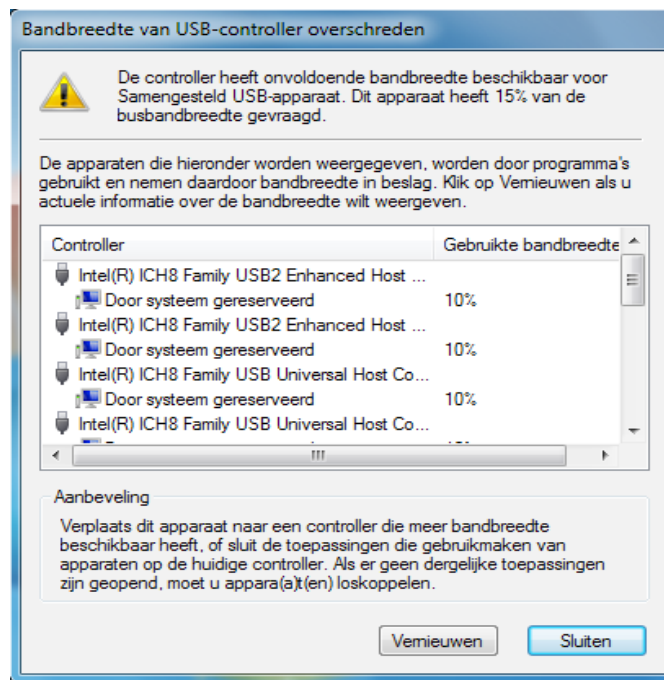 Bandbreedte van USB-controller overschreden
De controller heeft onvoldoende bandbreedte beschikbaar voor
Samengesteld USB-apparaat. Dit apparaat heeft 15% van de
busbandbreedte gevraagd.
De apparaten die hieronder worden weergegeven, worden door programma's
gebruikt en nemen daardoor bandbreedte in beslag. Klik op Vernieuwen als u
actuele informatie over de bandbreedte wilt weergeven.
Controller Gebruikte bandbreedte
Intel(R) ICH8 Family USB2 Enhanced Host ...
Door systeem gereserveerd 10%
Intel(R) ICH8 Family USB2 Enhanced Host ...
Door systeem gereserveerd 10%
Intel(R) ICH8 Family USB Universal Host Co...
Door systeem gereserveerd 10%
Intel(R) ICH8 Family USB Universal Host Co...
Aanbeveling
Verplaats dit apparaat naar een controller die meer bandbreedte
beschikbaar heeft, of sluit de toepassingen die gebruikmaken van
apparaten op de huidige controller. Als er geen dergelijke toepassingen
zijn geopend, moet u appara(a)t(en) loskoppelen.
Vernieuwen Sluiten